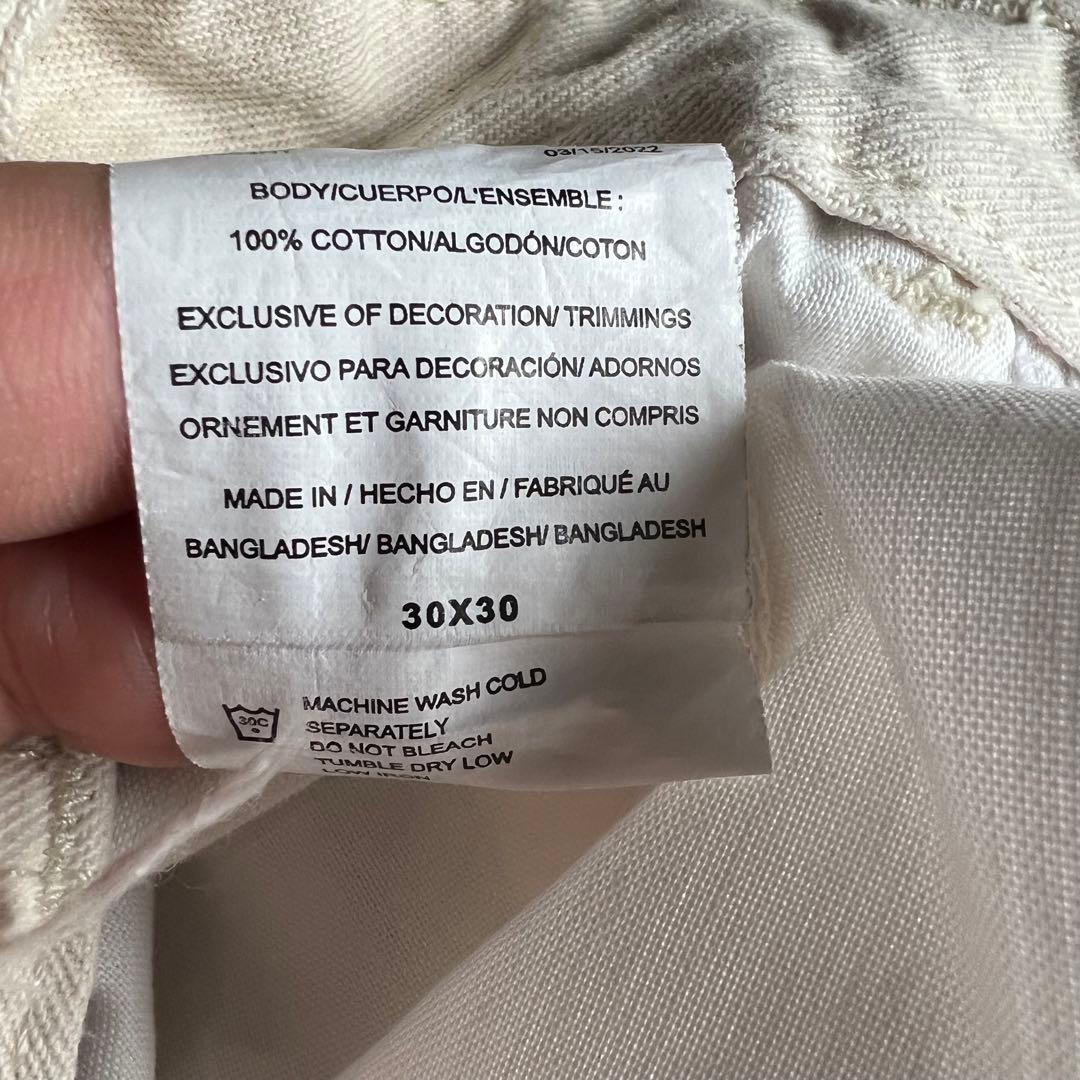 03/15/2022
BODY/CUERPO/L'ENSEMBLE :
100% COTTON/ALGODÓN/COTON
EXCLUSIVE OF DECORATION/ TRIMMINGS
EXCLUSIVO PARA DECORACIÓN/ ADORNOS
ORNEMENT ET GARNITURE NON COMPRIS
MADE IN / HECHO EN / FABRIQUÉ AU
BANGLADESH/ BANGLADESH/ BANGLADESH
30X30
MACHINE WASH COLD
30C SEPARATELY
DO NOT BLEACH
TUMBLE DRY LOW
LOW IRON